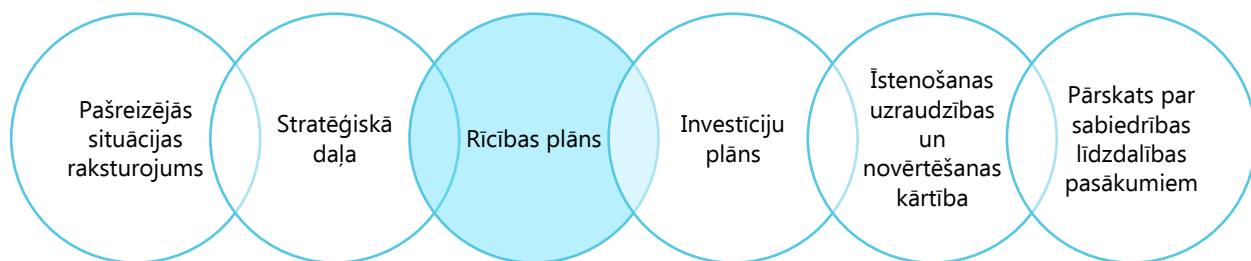 Pašreizējās
situācijas
raksturojums
Stratēģiskā
daļa
Rīcības plāns
Investīciju
plāns
Īstenošanas
uzraudzības
un
novērtēšanas
kārtība
Pārskats par
sabiedrības
līdzdalības
pasākumiem